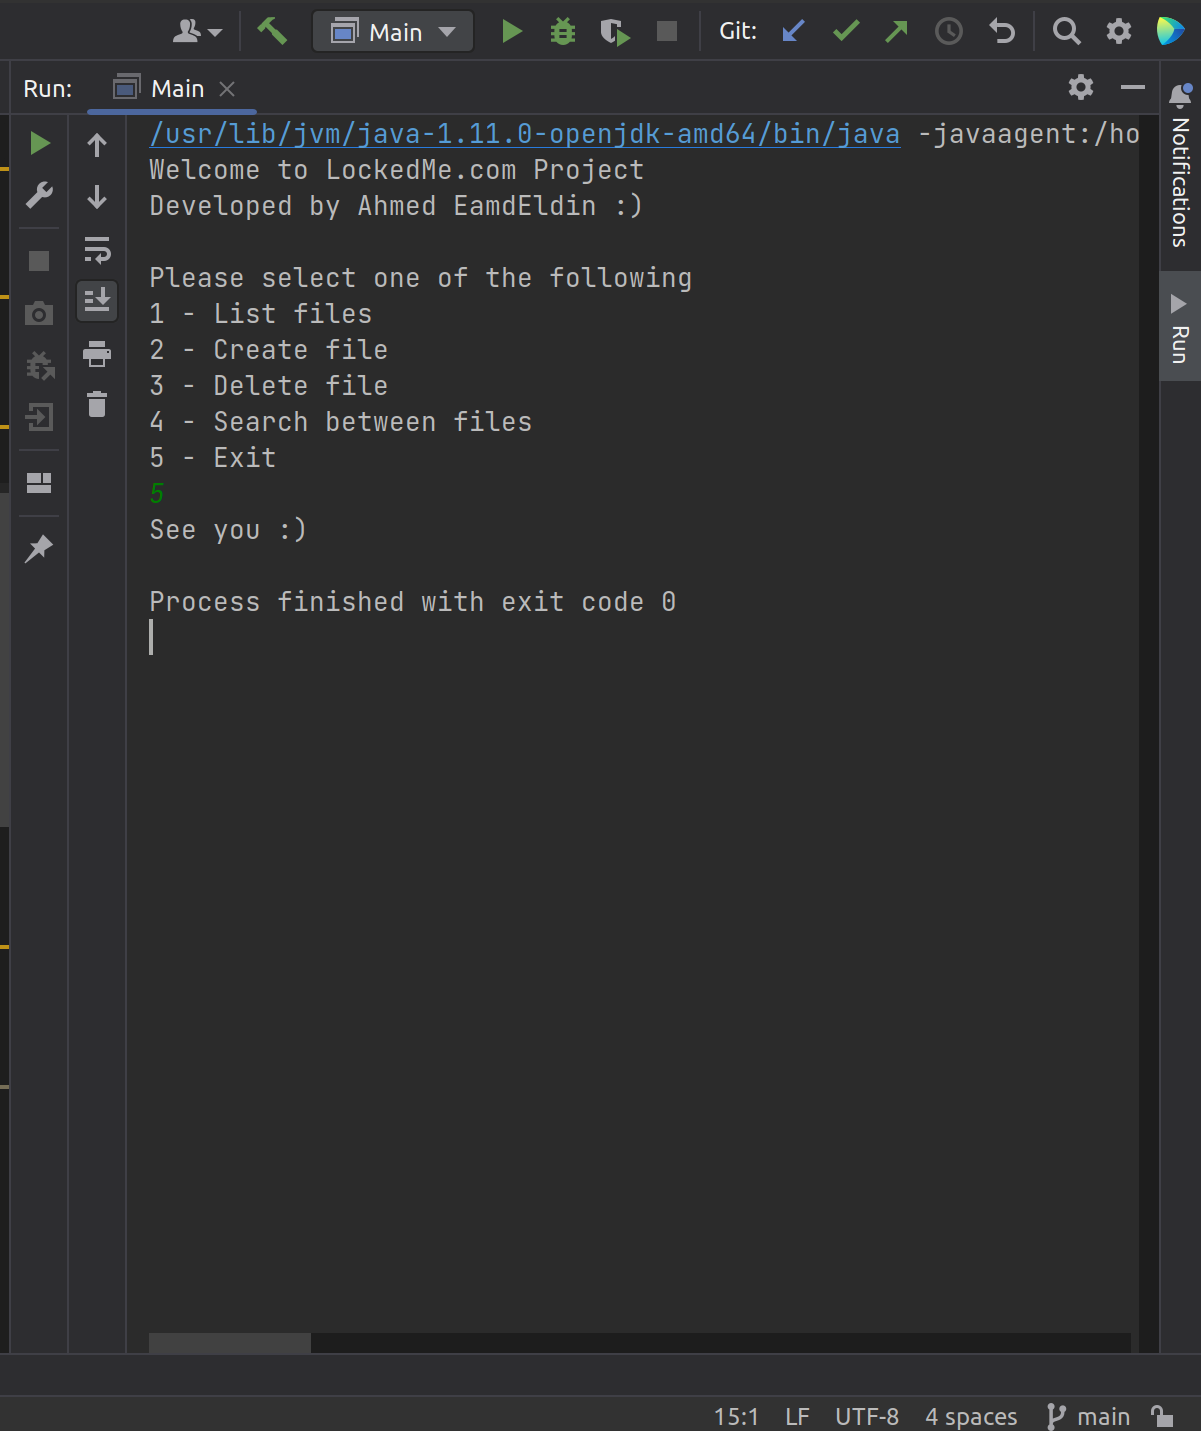 Main
Git:
Run:
Main
/usr/lib/jvm/java-1.11.0-openjdk-amd64/bin/java -javaagent:/ho
Welcome to LockedMe.com Project
Developed by Ahmed EamdEldin :)
Please select one of the following
1 - List files
2 - Create file
3 - Delete file
4 - Search between files
5 - Exit
5
See you :)
Process finished with exit code 0
Notifications
Run
15:1 LF UTF-8 4 spaces main